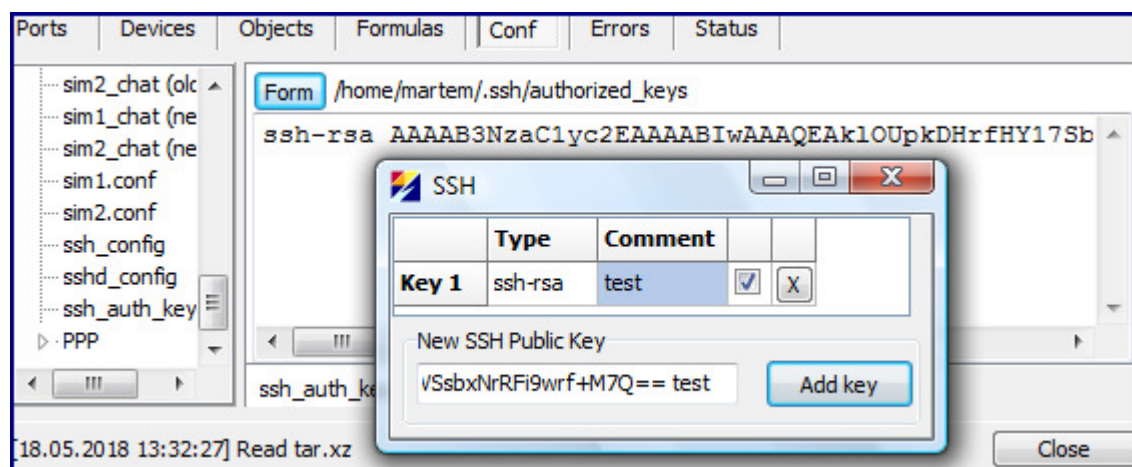 Ports Devices Objects Formulas Conf Errors Status
sim2_chat (olc
sim1_chat (ne
sim2_chat (ne
sim1.conf
sim2.conf
ssh_config
sshd_config
ssh_auth_key
PPP
Form /home/martem/.ssh/authorized_keys
ssh-rsa AAAAB3NzaC1yc2EAAAABIwAAAQEAklOUpkDHrfHY17Sb
SSH
Type Comment
Key 1 ssh-rsa test X
New SSH Public Key
VSsbxNrRFi9wrf+M7Q== test Add key
ssh_auth_ke
[18.05.2018 13:32:27] Read tar.xz Close